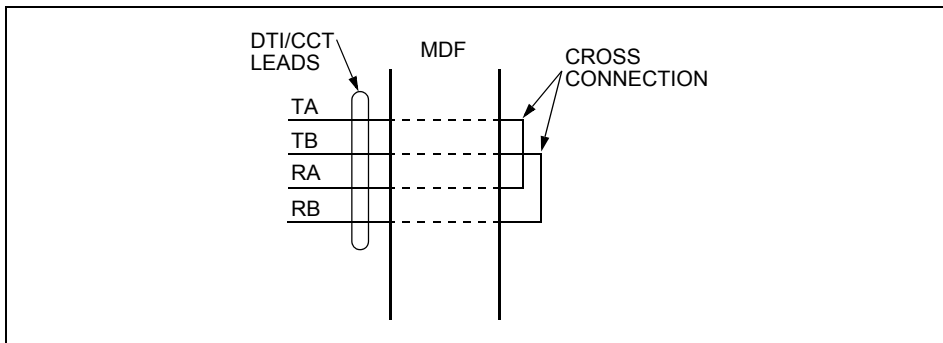 DTI/CCT
LEADS
MDF
CROSS
CONNECTION
TA
TB
RA
RB